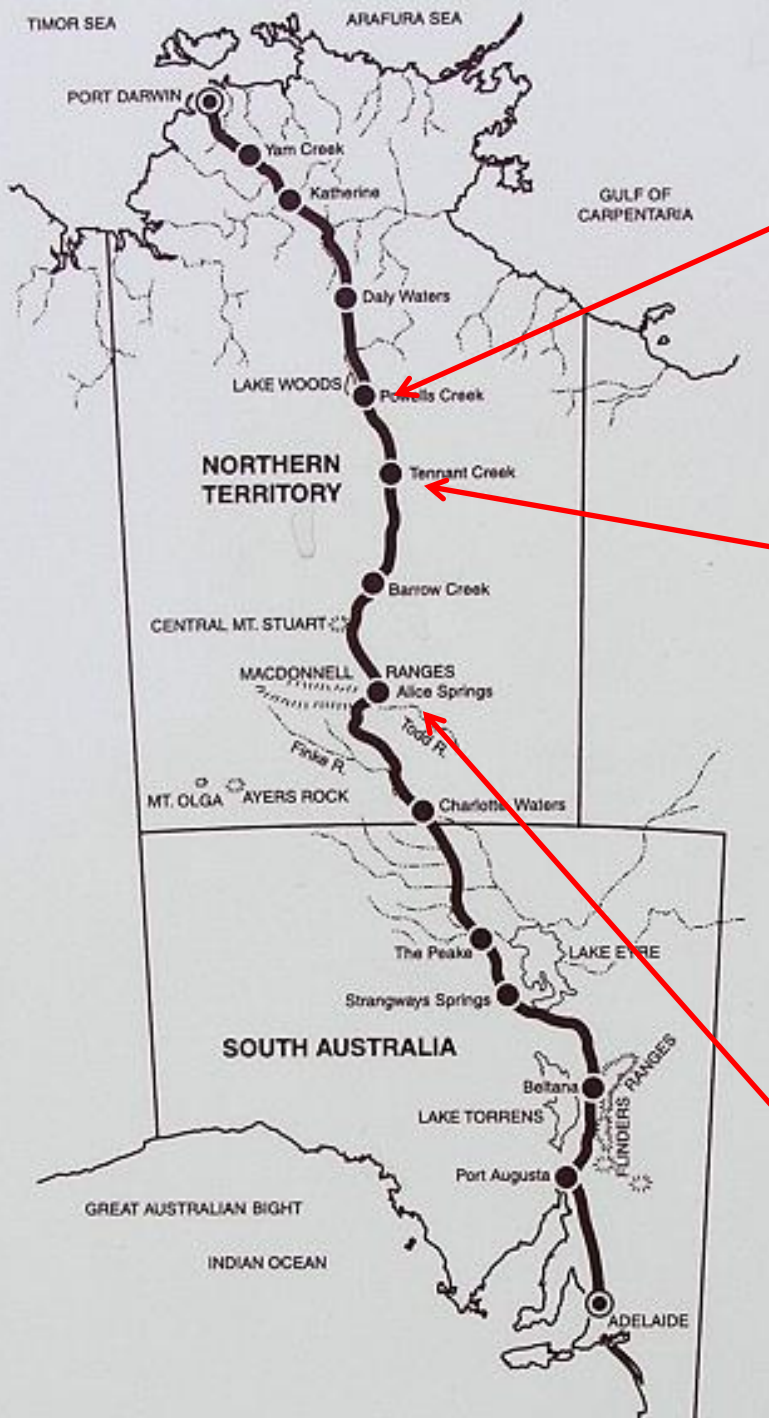 TIMOR SEA
ARAFURA SEA
PORT DARWIN
Yam Creek
Katherine
GULF OF
CARPENTARIA
Daly Waters
LAKE WOODS
Powells Creek
NORTHERN
TERRITORY
Tennant Creek
Barrow Creek
CENTRAL MT. STUART
MACDONNELL
RANGES
Alice Springs
Todd R.
Finke R.
MT. OLGA
AYERS ROCK
Charlotte Waters
The Peake
LAKE EYRE
Strangways Springs
SOUTH AUSTRALIA
Beltana
FLINDERS RANGES
LAKE TORRENS
Port Augusta
GREAT AUSTRALIAN BIGHT
INDIAN OCEAN
ADELAIDE